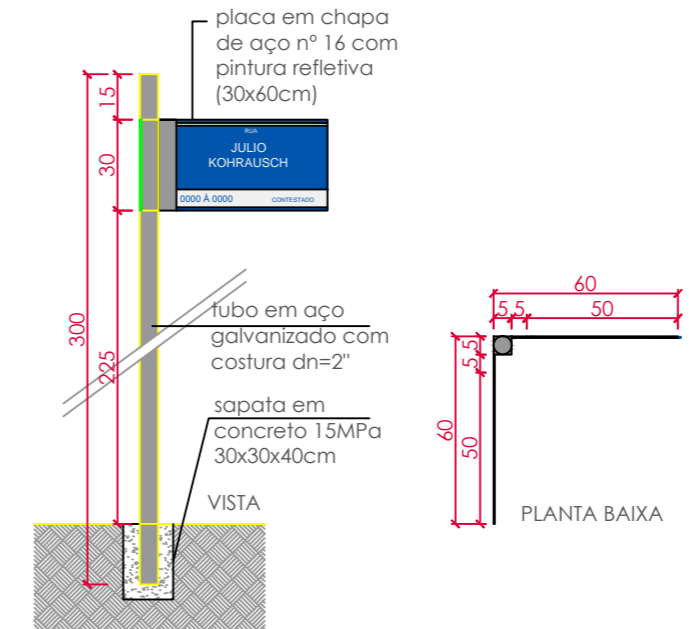 placa em chapa
de aço nº 16 com
pintura refletiva
(30x60cm)
15
30
300
225
RUA
JULIO
KOHRAUSCH
0000 À 0000 CONTESTADO
tubo em aço
galvanizado com
costura dn=2"
sapata em
concreto 15MPa
30x30x40cm
VISTA
60
5 5 50
60
5 5
50
PLANTA BAIXA